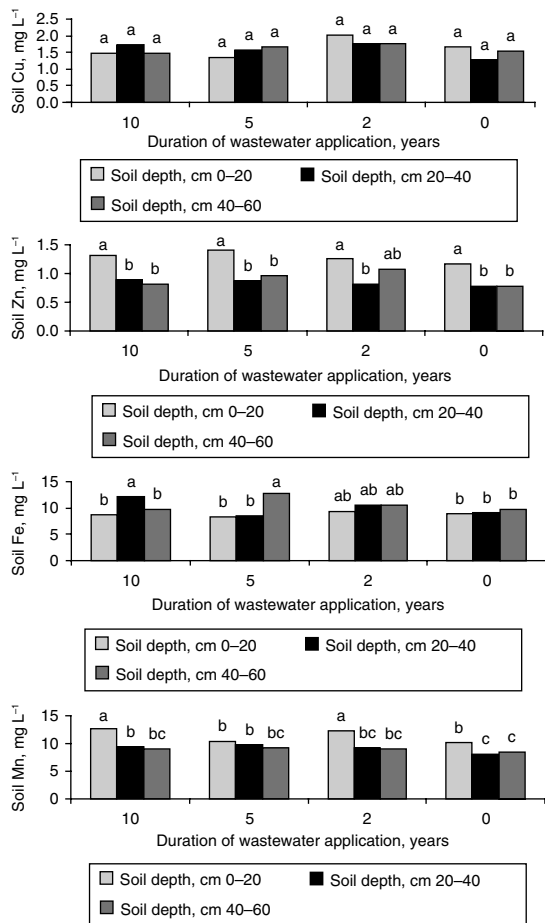 Soil Cu, mg L⁻¹
2.5
2.0
1.5
1.0
0.5
0.0
a a a a a a a a a a a a
10 5 2 0
Duration of wastewater application, years
Soil depth, cm 0–20 Soil depth, cm 20–40
Soil depth, cm 40–60
Soil Zn, mg L⁻¹
1.5
1.0
0.5
0.0
a b b a b b a b ab a b b
10 5 2 0
Duration of wastewater application, years
Soil depth, cm 0–20 Soil depth, cm 20–40
Soil depth, cm 40–60
Soil Fe, mg L⁻¹
15
10
5
0
b a b b b a ab ab ab b b b
10 5 2 0
Duration of wastewater application, years
Soil depth, cm 0–20 Soil depth, cm 20–40
Soil depth, cm 40–60
Soil Mn, mg L⁻¹
15
10
5
0
a b bc b b bc a bc bc b c c
10 5 2 0
Duration of wastewater application, years
Soil depth, cm 0–20 Soil depth, cm 20–40
Soil depth, cm 40–60